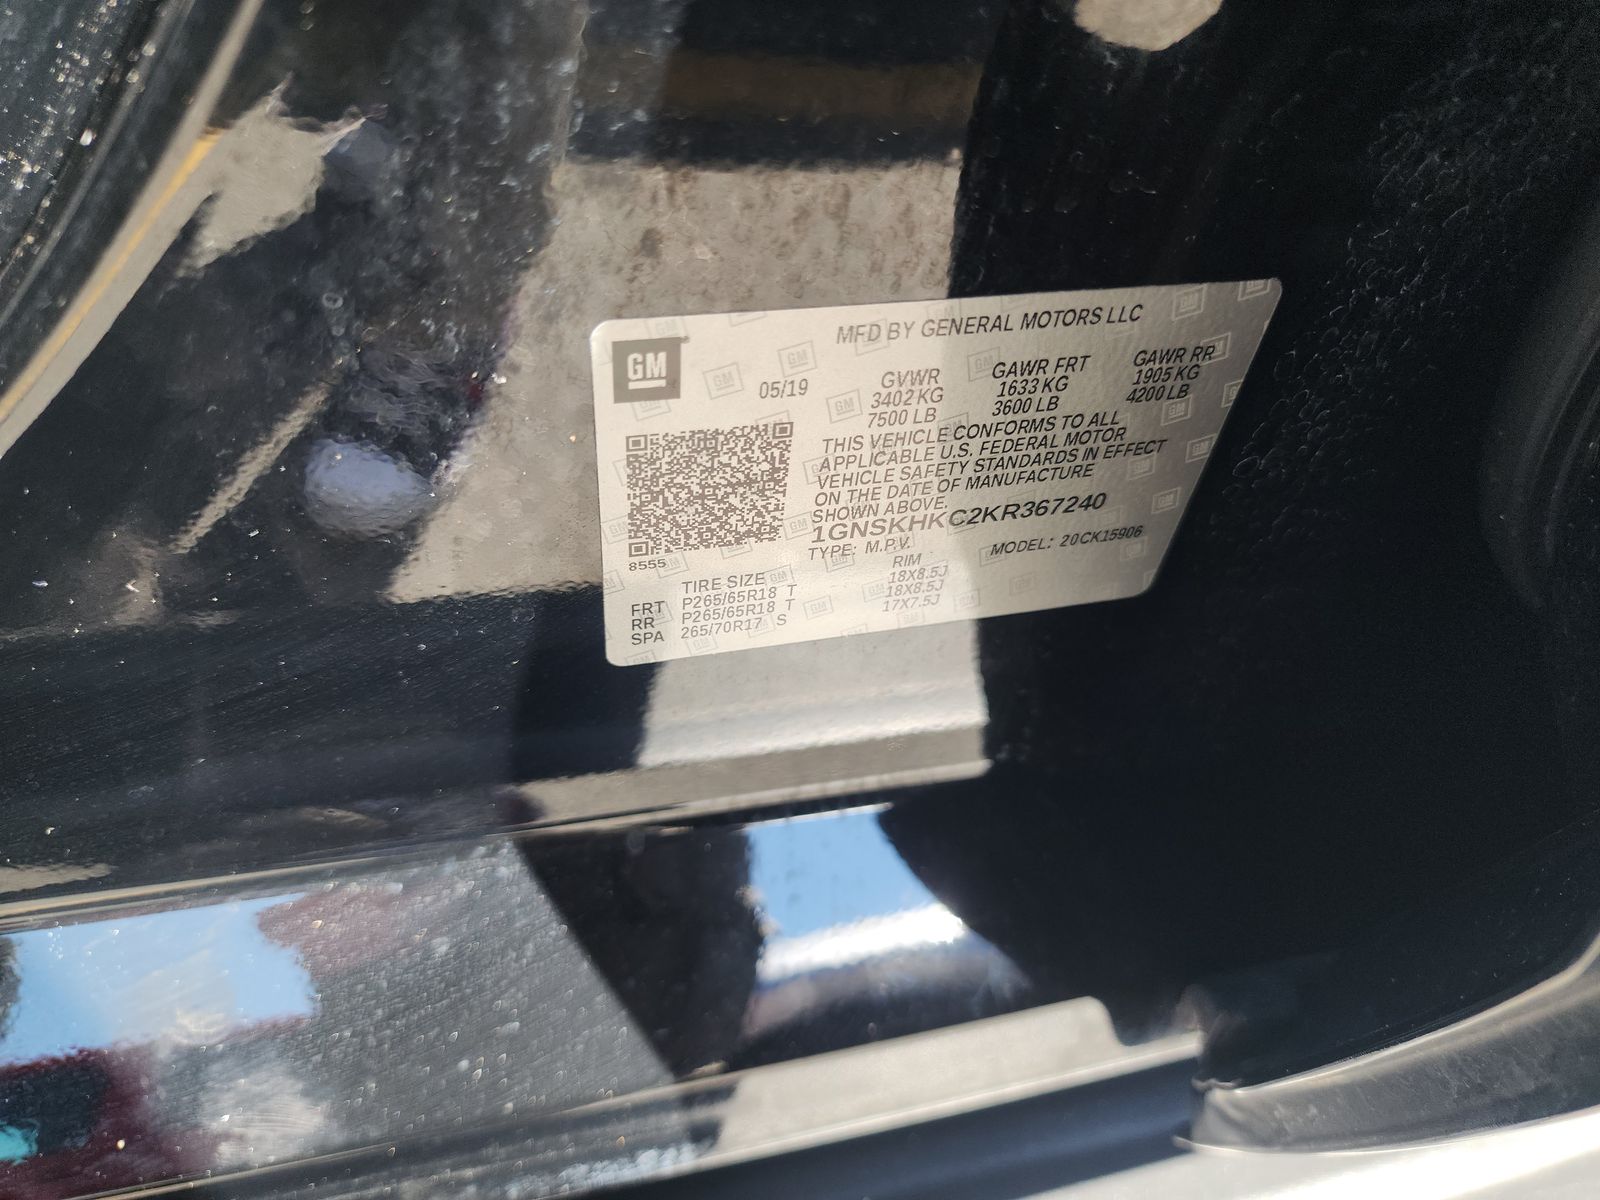 MFD BY GENERAL MOTORS LLC
GM
05/19
GVWR
3402 KG
7500 LB
GAWR FRT
1633 KG
3600 LB
GAWR RR
1905 KG
4200 LB
THIS VEHICLE CONFORMS TO ALL
APPLICABLE U.S. FEDERAL MOTOR
VEHICLE SAFETY STANDARDS IN EFFECT
ON THE DATE OF MANUFACTURE
SHOWN ABOVE.
1GNSKHKC2KR367240
TYPE: M.P.V. MODEL: 20CK15906
8555
TIRE SIZE RIM
FRT P265/65R18 T 18X8.5J
RR P265/65R18 T 18X8.5J
SPA 265/70R17 S 17X7.5J